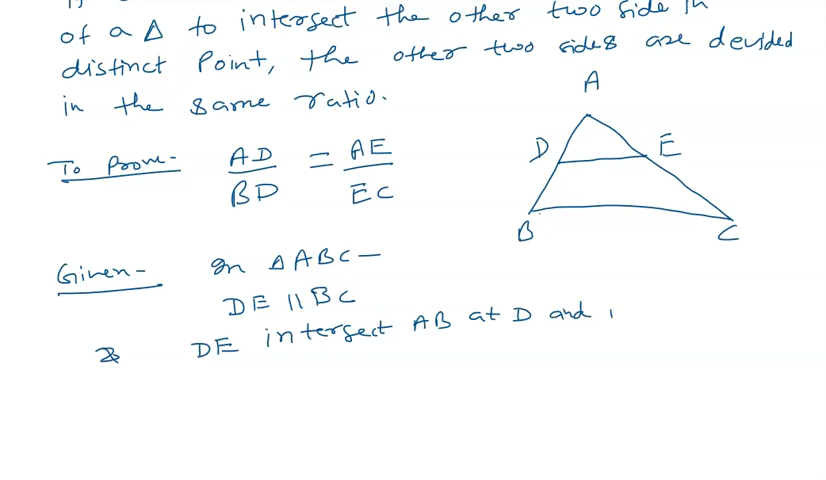 of a Δ to intersect the other two side in
distinct Point, the other two sides are devided
in the same ratio.
A
D E
B C
To Prove- AD/BD = AE/EC
Given- In ΔABC —
DE || BC
& DE intersect AB at D and